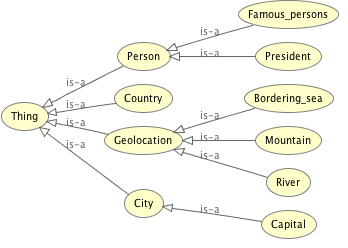 Famous_persons
is-a
Person
is-a
President
is-a
Thing
is-a
Country
is-a
Bordering_sea
is-a
Geolocation
is-a
Mountain
is-a
River
is-a
City
is-a
Capital